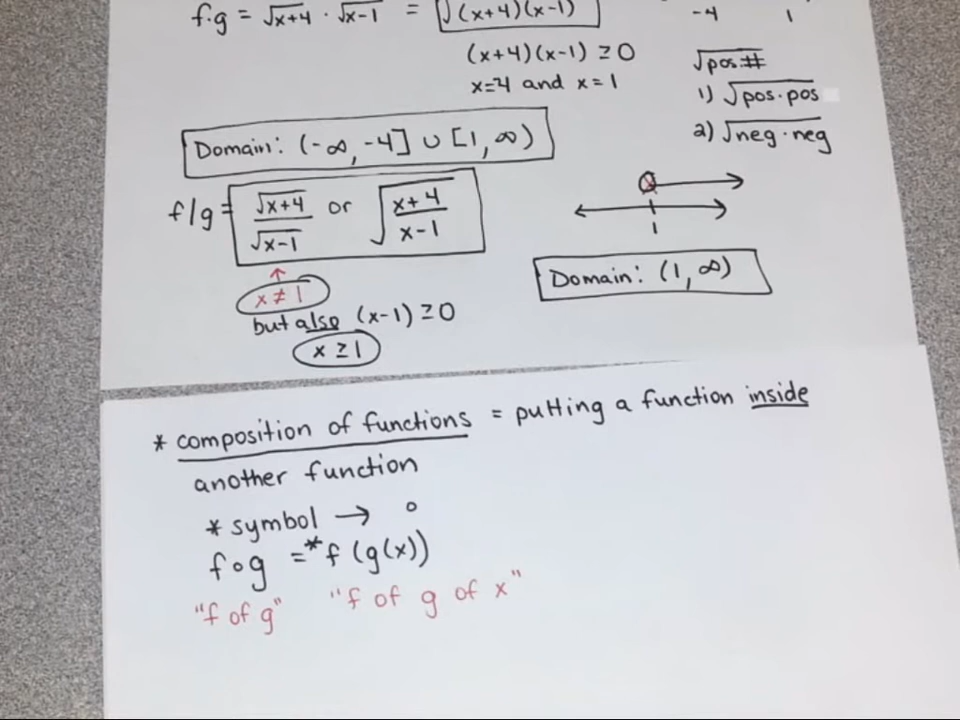 f·g = √x+4 · √x-1 = √(x+4)(x-1)
-4 1
(x+4)(x-1) ≥ 0
x=-4 and x=1
√pos.#
1) √pos·pos
2) √neg·neg
Domain: (-∞, -4] ∪ [1, ∞)
f/g = √x+4 / √x-1 or √x+4 / x-1
1
Domain: (1, ∞)
↑
x ≠ 1
but also (x-1) ≥ 0
x ≥ 1
* composition of functions = putting a function inside
another function
* symbol → ∘
f∘g =* f (g(x))
"f of g" "f of g of x"